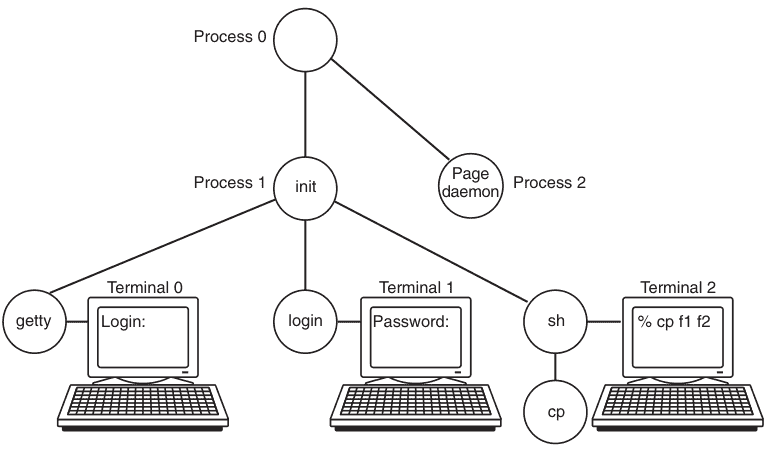 Process 0
Page
daemon
Process 1
init
Process 2
Terminal 0
Terminal 1
Terminal 2
getty
Login:
login
Password:
sh
% cp f1 f2
cp